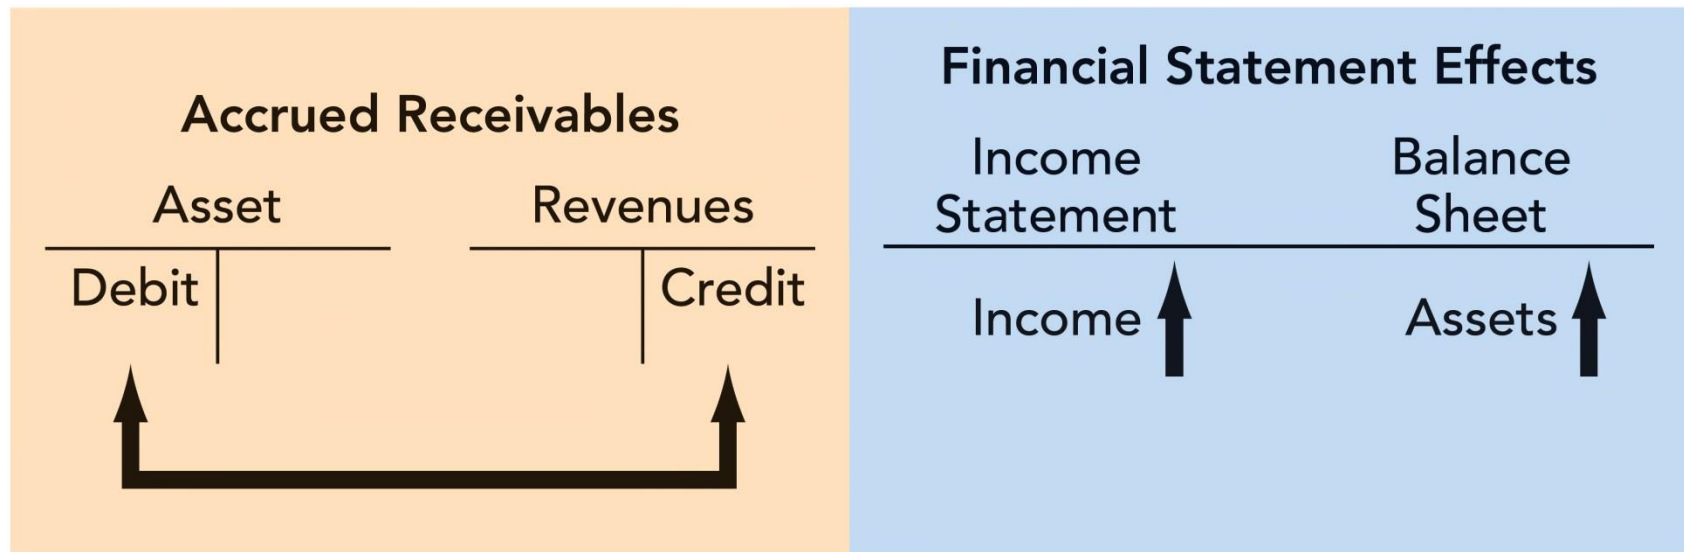 Accrued Receivables
Asset
Revenues
Debit
Credit
Financial Statement Effects
Income
Statement
Balance
Sheet
Income
Assets